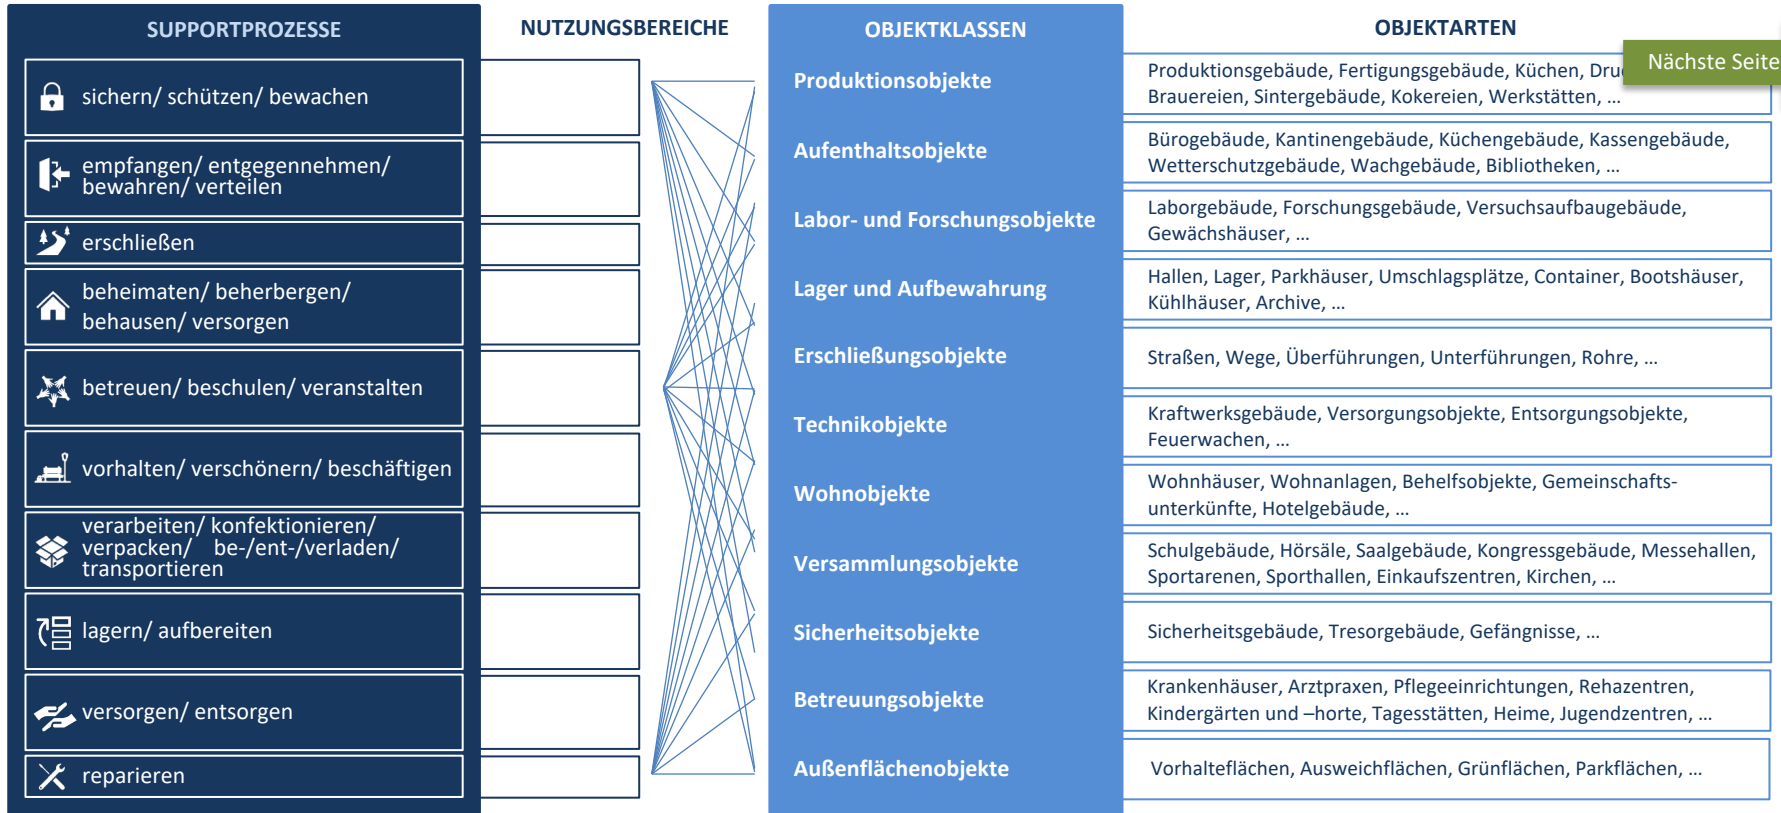 SUPPORTPROZESSE
sichern/ schützen/ bewachen
empfangen/ entgegennehmen/
bewahren/ verteilen
erschließen
beheimaten/ beherbergen/
behausen/ versorgen
betreuen/ beschulen/ veranstalten
vorhalten/ verschönern/ beschäftigen
verarbeiten/ konfektionieren/
verpacken/ be-/ent-/verladen/
transportieren
lagern/ aufbereiten
versorgen/ entsorgen
reparieren
NUTZUNGSBEREICHE
OBJEKTKLASSEN
Produktionsobjekte
Aufenthaltsobjekte
Labor- und Forschungsobjekte
Lager und Aufbewahrung
Erschließungsobjekte
Technikobjekte
Wohnobjekte
Versammlungsobjekte
Sicherheitsobjekte
Betreuungsobjekte
Außenflächenobjekte
OBJEKTARTEN
Nächste Seite
Produktionsgebäude, Fertigungsgebäude, Küchen,
Brauereien, Sintergebäude, Kokereien, Werkstätten, ...
Bürogebäude, Kantinengebäude, Küchengebäude, Kassengebäude,
Wetterschutzgebäude, Wachgebäude, Bibliotheken, ...
Laborgebäude, Forschungsgebäude, Versuchsaufbaugebäude,
Gewächshäuser, ...
Hallen, Lager, Parkhäuser, Umschlagsplätze, Container, Bootshäuser,
Kühlhäuser, Archive, ...
Straßen, Wege, Überführungen, Unterführungen, Rohre, ...
Kraftwerksgebäude, Versorgungsobjekte, Entsorgungsobjekte,
Feuerwachen, ...
Wohnhäuser, Wohnanlagen, Behelfsobjekte, Gemeinschafts-
unterkünfte, Hotelgebäude, ...
Schulgebäude, Hörsäle, Saalgebäude, Kongressgebäude, Messehallen,
Sportarenen, Sporthallen, Einkaufszentren, Kirchen, ...
Sicherheitsgebäude, Tresorgebäude, Gefängnisse, ...
Krankenhäuser, Arztpraxen, Pflegeeinrichtungen, Rehazentren,
Kindergärten und –horte, Tagesstätten, Heime, Jugendzentren, ...
Vorhalteflächen, Ausweichflächen, Grünflächen, Parkflächen, ...